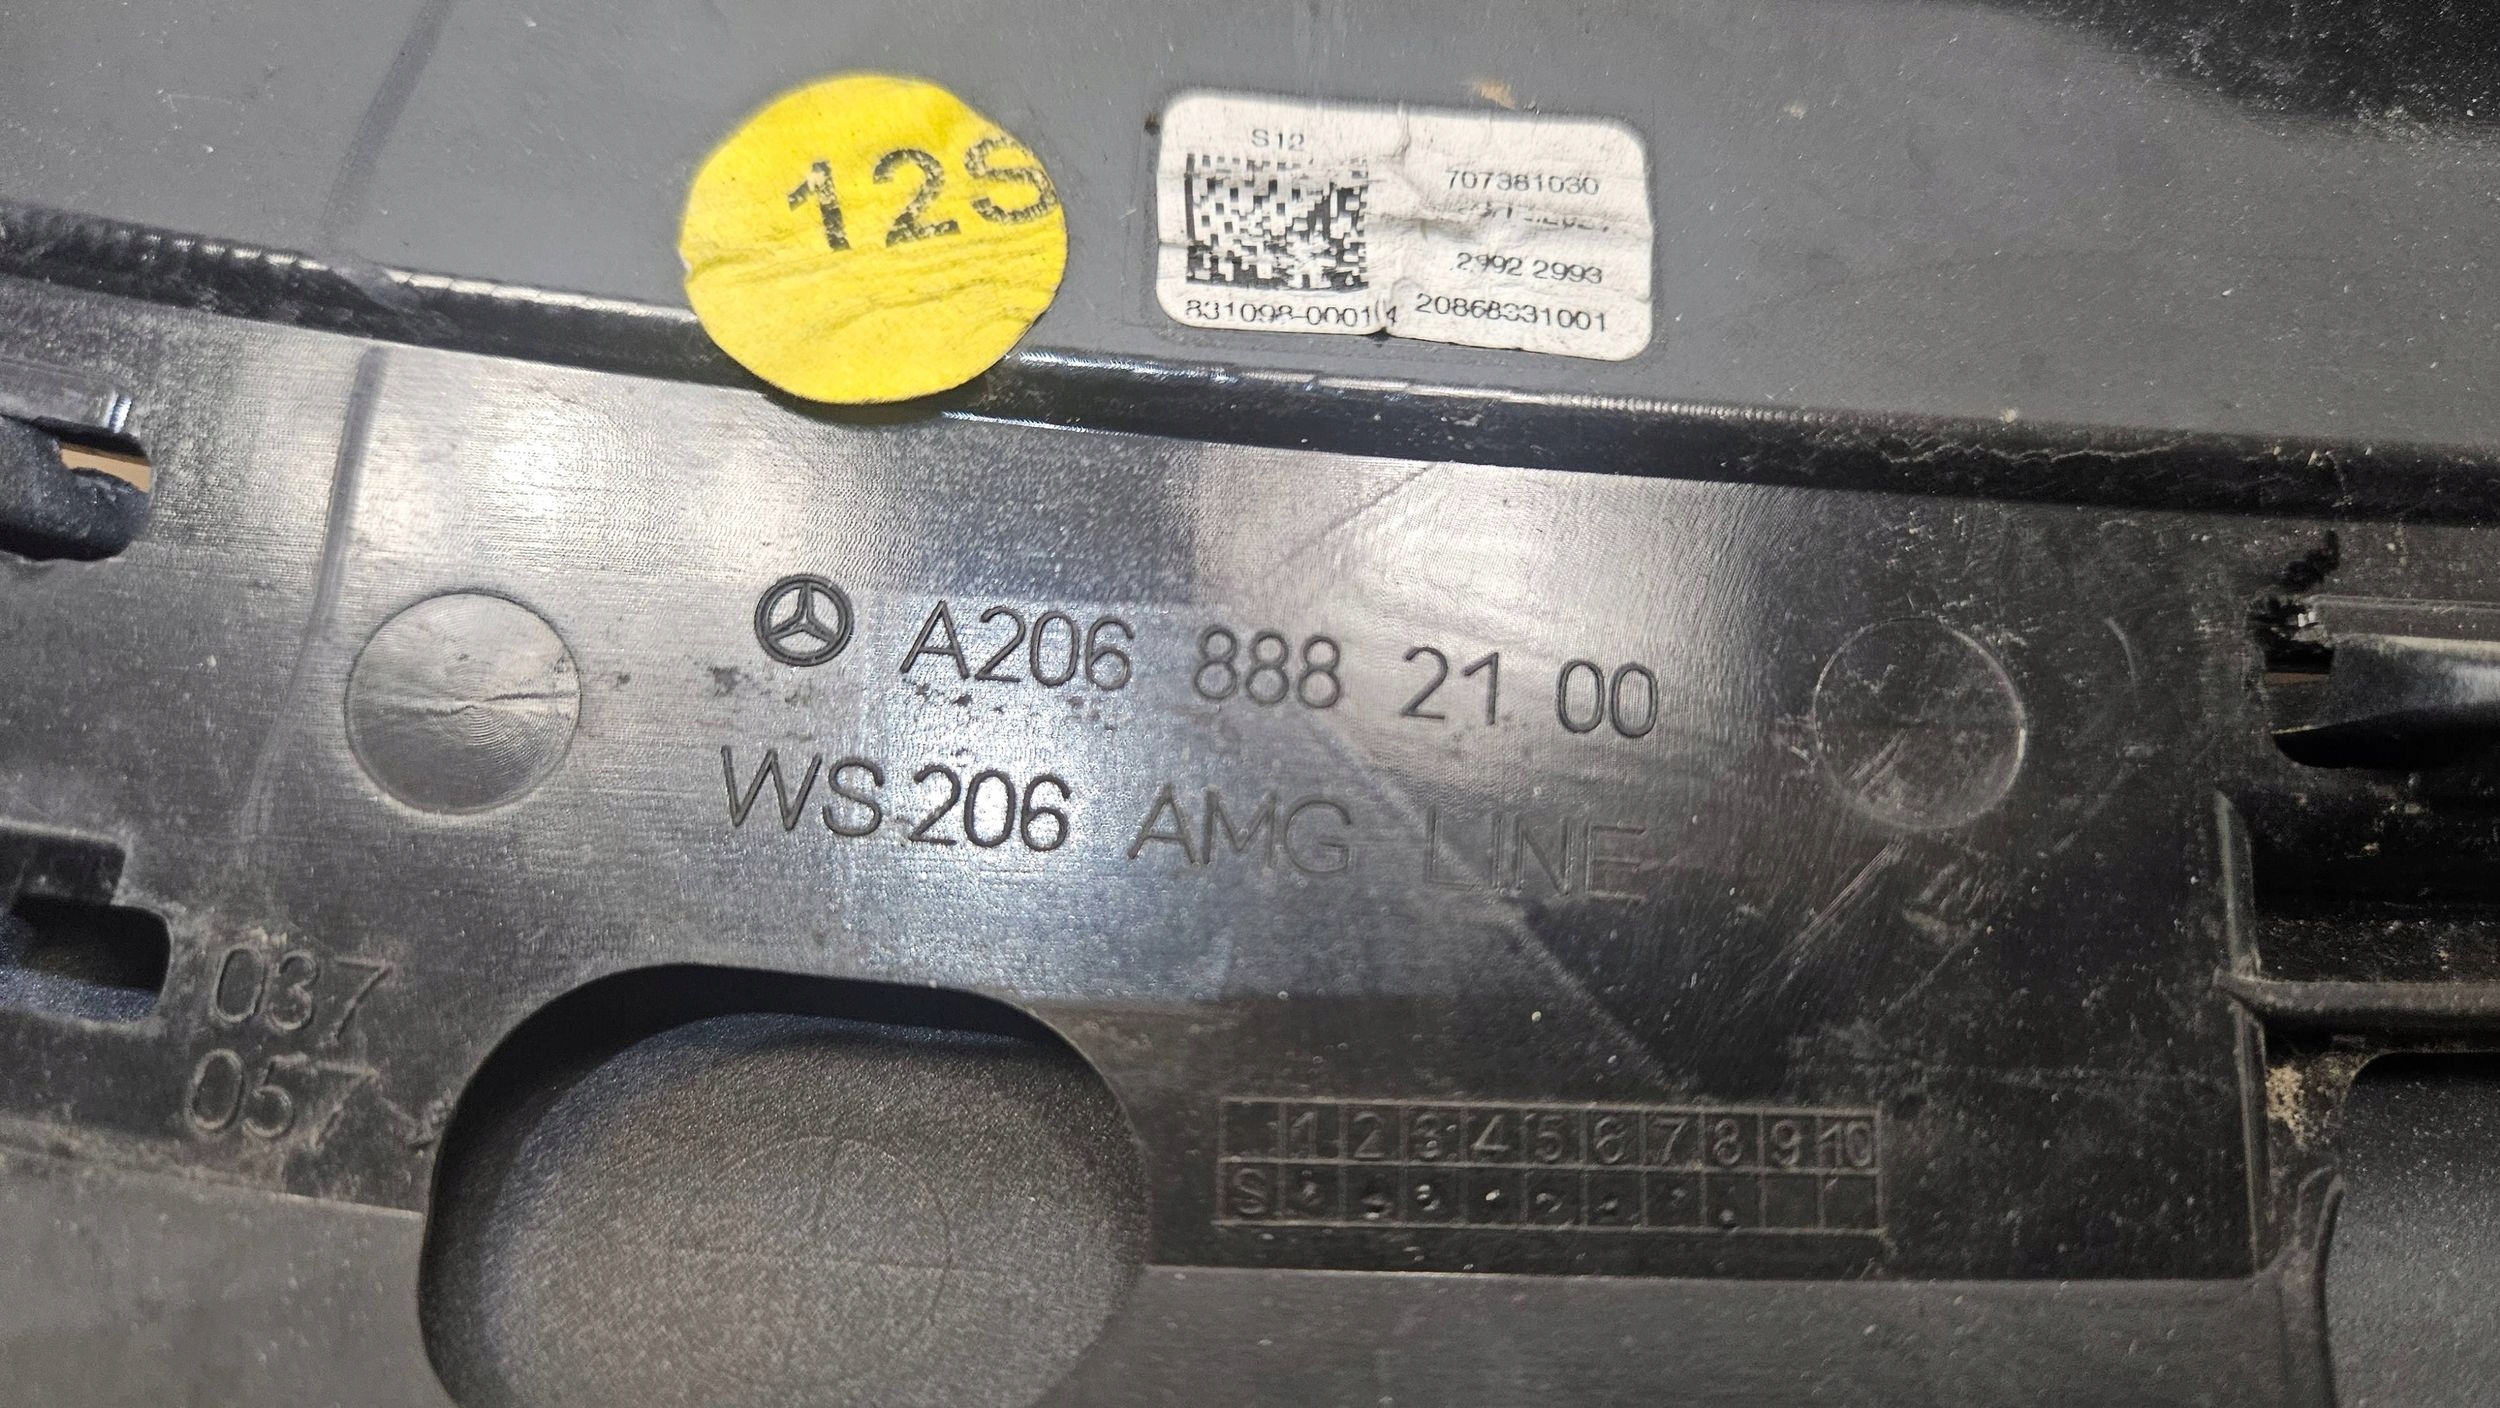 12S
S12
707381030
2992 2993
831098-0001
20868331001
A206 888 21 00
WS 206 AMG LINE
037
057
1 2 3 4 5 6 7 8 9 10
S